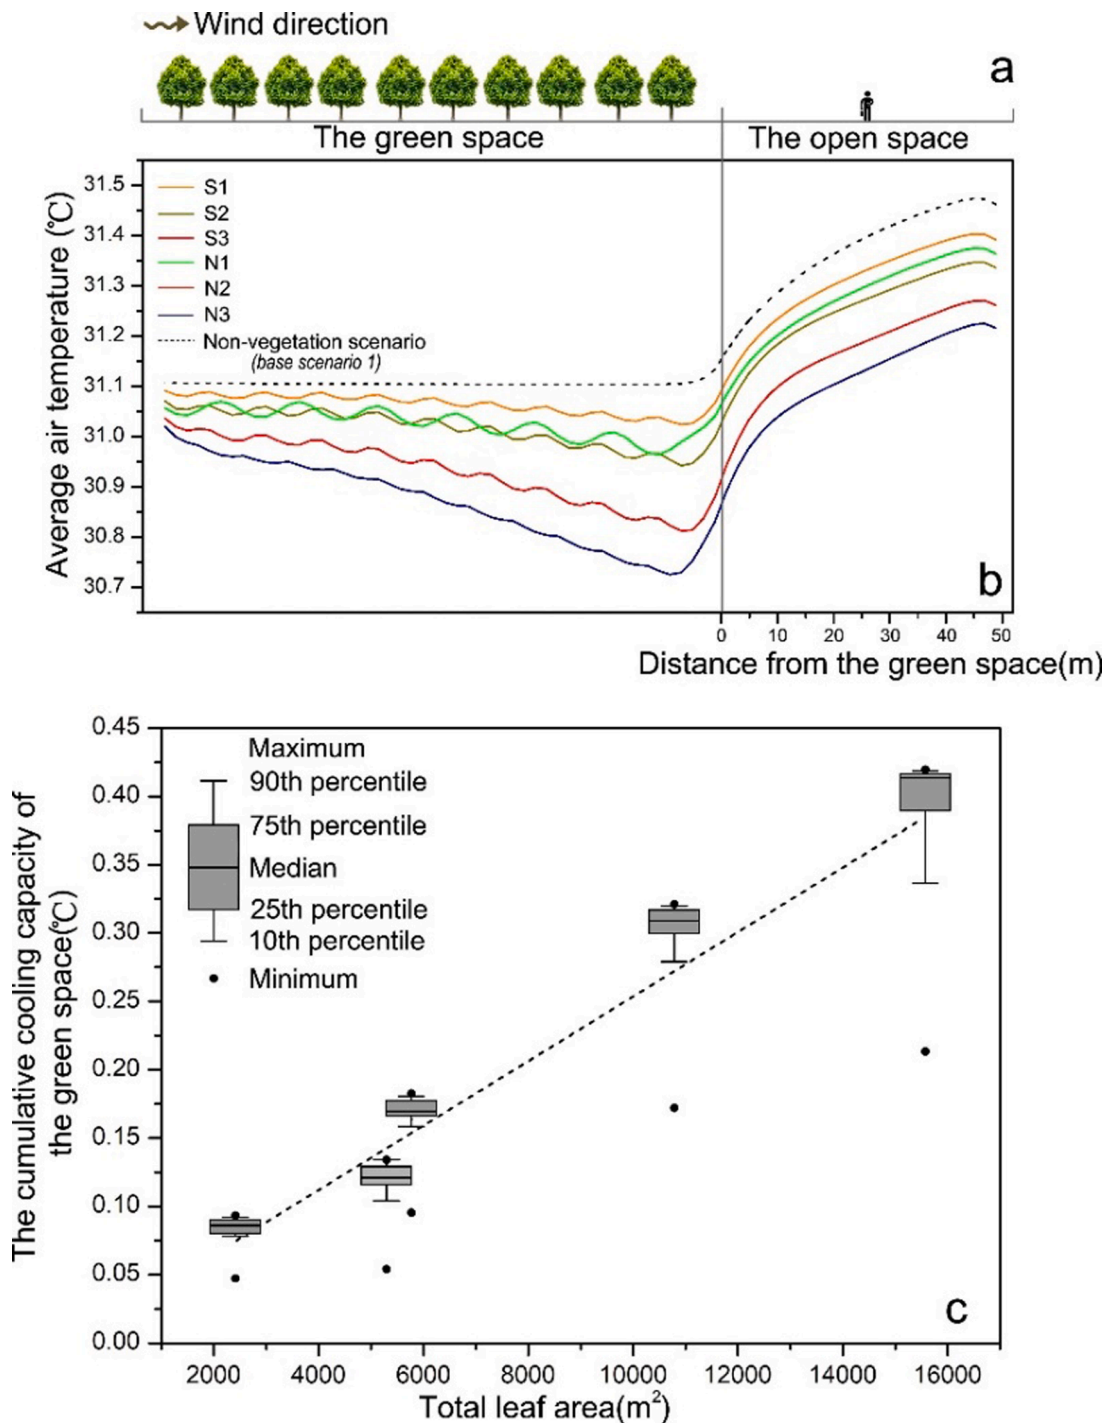 Wind direction
a
The green space
The open space
Average air temperature (℃)
31.5
31.4
31.3
31.2
31.1
31.0
30.9
30.8
30.7
S1
S2
S3
N1
N2
N3
Non-vegetation scenario
(base scenario 1)
b
0 10 20 30 40 50
Distance from the green space(m)
The cumulative cooling capacity of
the green space(℃)
0.45
0.40
0.35
0.30
0.25
0.20
0.15
0.10
0.05
0.00
Maximum
90th percentile
75th percentile
Median
25th percentile
10th percentile
Minimum
c
2000 4000 6000 8000 10000 12000 14000 16000
Total leaf area(m²)